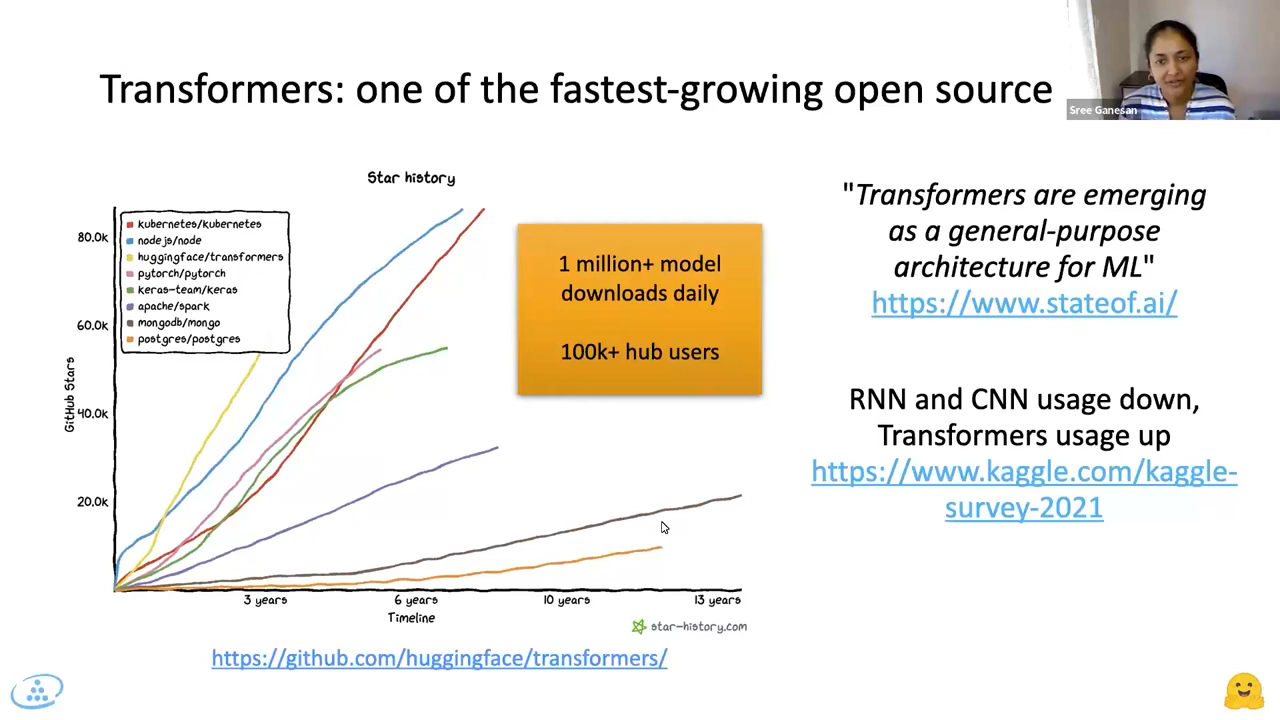 Transformers: one of the fastest-growing open source
Sree Ganesan
Star history
kubernetes/kubernetes
nodejs/node
huggingface/transformers
pytorch/pytorch
keras-team/keras
apache/spark
mongodb/mongo
postgres/postgres
80.0k
60.0k
40.0k
20.0k
GitHub Stars
3 years
6 years
10 years
13 years
Timeline
star-history.com
https://github.com/huggingface/transformers/
1 million+ model
downloads daily
100k+ hub users
"Transformers are emerging
as a general-purpose
architecture for ML"
https://www.stateof.ai/
RNN and CNN usage down,
Transformers usage up
https://www.kaggle.com/kaggle-
survey-2021